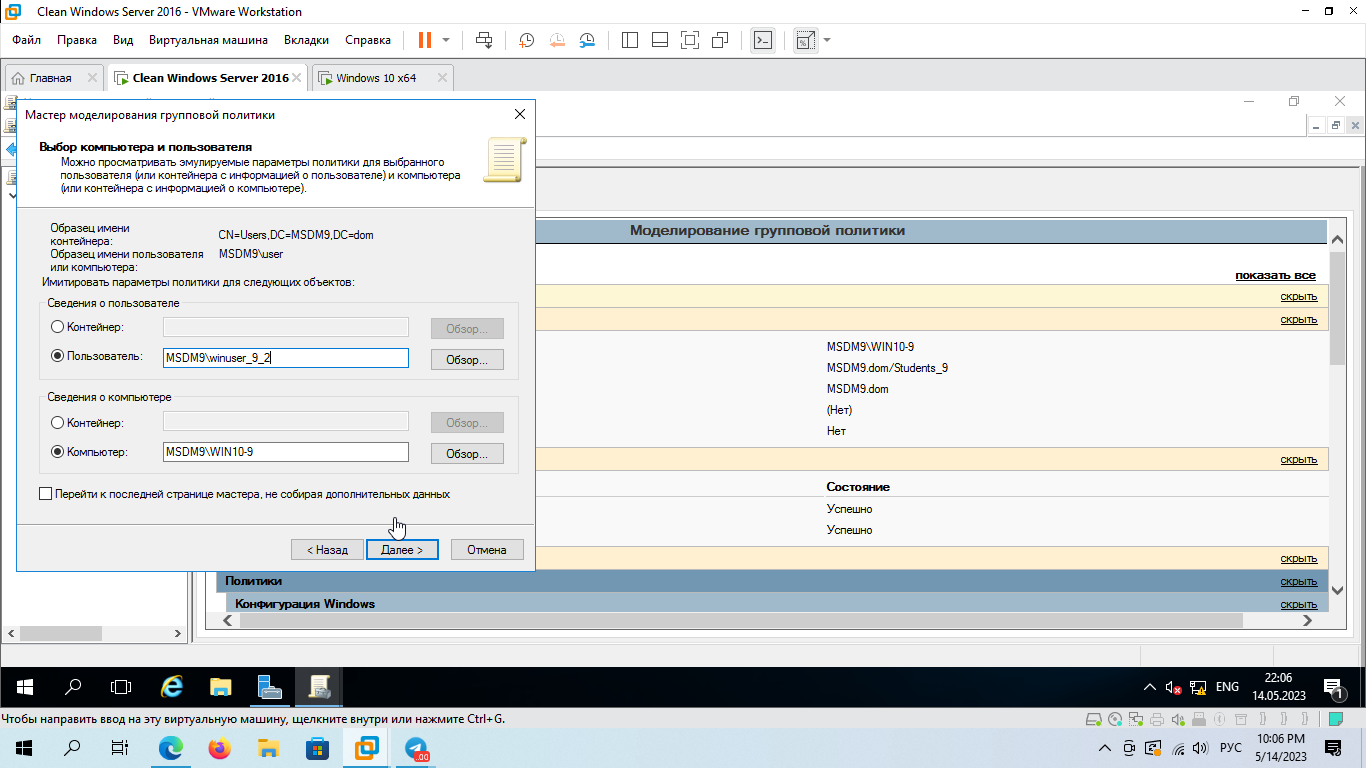 Clean Windows Server 2016 - VMware Workstation
Файл Правка Вид Виртуальная машина Вкладки Справка
Главная Clean Windows Server 2016 Windows 10 x64
Мастер моделирования групповой политики
Выбор компьютера и пользователя
Можно просматривать эмулируемые параметры политики для выбранного
пользователя (или контейнера с информацией о пользователе) и компьютера
(или контейнера с информацией о компьютере).
Образец имени
контейнера:
CN=Users,DC=MSDM9,DC=dom
Образец имени пользователя
или компьютера:
MSDM9\user
Имитировать параметры политики для следующих объектов:
Сведения о пользователе
Контейнер:
Обзор...
Пользователь:
MSDM9\winuser_9_2
Обзор...
Сведения о компьютере
Контейнер:
Обзор...
Компьютер:
MSDM9\WIN10-9
Обзор...
Перейти к последней странице мастера, не собирая дополнительных данных
< Назад Далее > Отмена
Моделирование групповой политики
показать все
скрыть
скрыть
MSDM9\WIN10-9
MSDM9.dom/Students_9
MSDM9.dom
(Нет)
Нет
скрыть
Состояние
Успешно
Успешно
скрыть
Политики скрыть
Конфигурация Windows скрыть
ENG
22:06
14.05.2023
1
Чтобы направить ввод на эту виртуальную машину, щелкните внутри или нажмите Ctrl+G.
.00
РУС
10:06 PM
5/14/2023